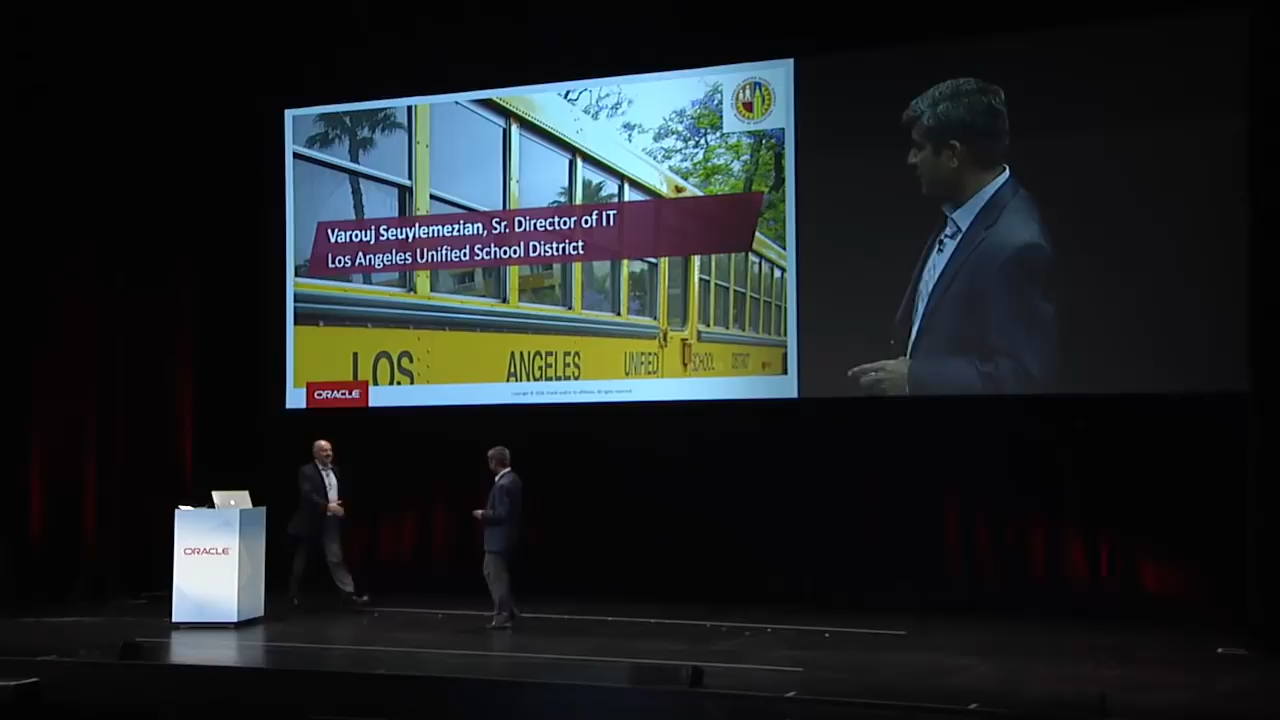 Varouj Seuylemezian, Sr. Director of IT
Los Angeles Unified School District
LOS ANGELES UNIFIED SCHOOL DISTRICT
ORACLE
ORACLE